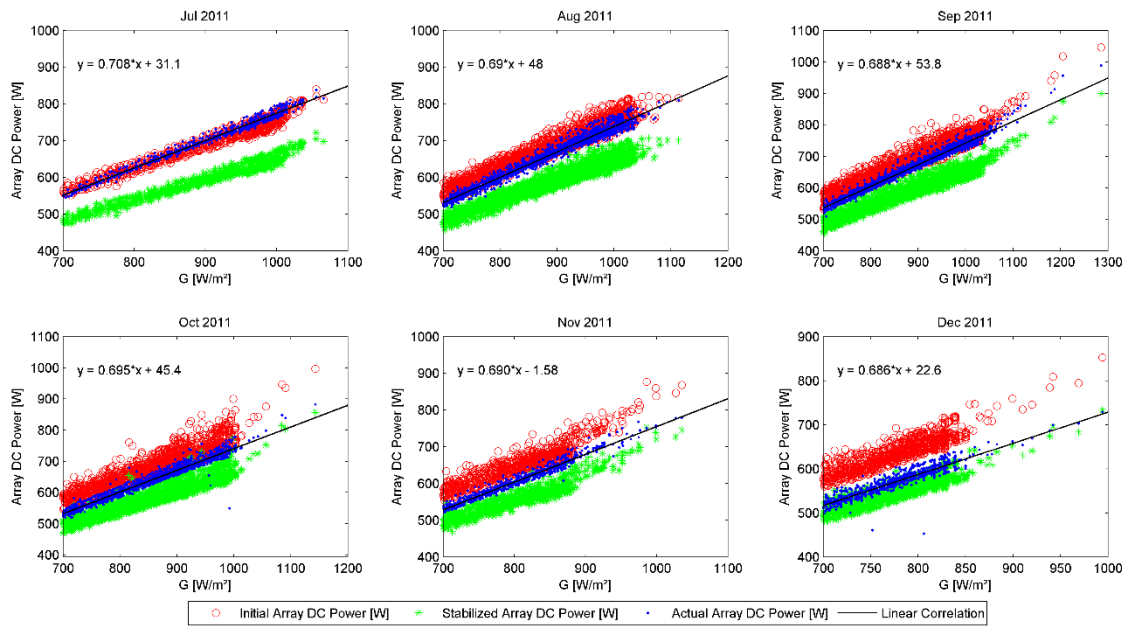 Jul 2011
Aug 2011
Sep 2011
1000
900
800
700
600
500
400
Array DC Power [W]
y = 0.708*x + 31.1
700 800 900 1000 1100
G [W/m²]
1000
900
800
700
600
500
400
Array DC Power [W]
y = 0.69*x + 48
700 800 900 1000 1100 1200
G [W/m²]
1100
1000
900
800
700
600
500
400
Array DC Power [W]
y = 0.688*x + 53.8
700 800 900 1000 1100 1200 1300
G [W/m²]
Oct 2011
Nov 2011
Dec 2011
1100
1000
900
800
700
600
500
400
Array DC Power [W]
y = 0.695*x + 45.4
700 800 900 1000 1100 1200
G [W/m²]
1000
900
800
700
600
500
400
Array DC Power [W]
y = 0.690*x - 1.58
700 800 900 1000 1100
G [W/m²]
900
800
700
600
500
400
Array DC Power [W]
y = 0.686*x + 22.6
700 750 800 850 900 950 1000
G [W/m²]
Initial Array DC Power [W] Stabilized Array DC Power [W] Actual Array DC Power [W] Linear Correlation